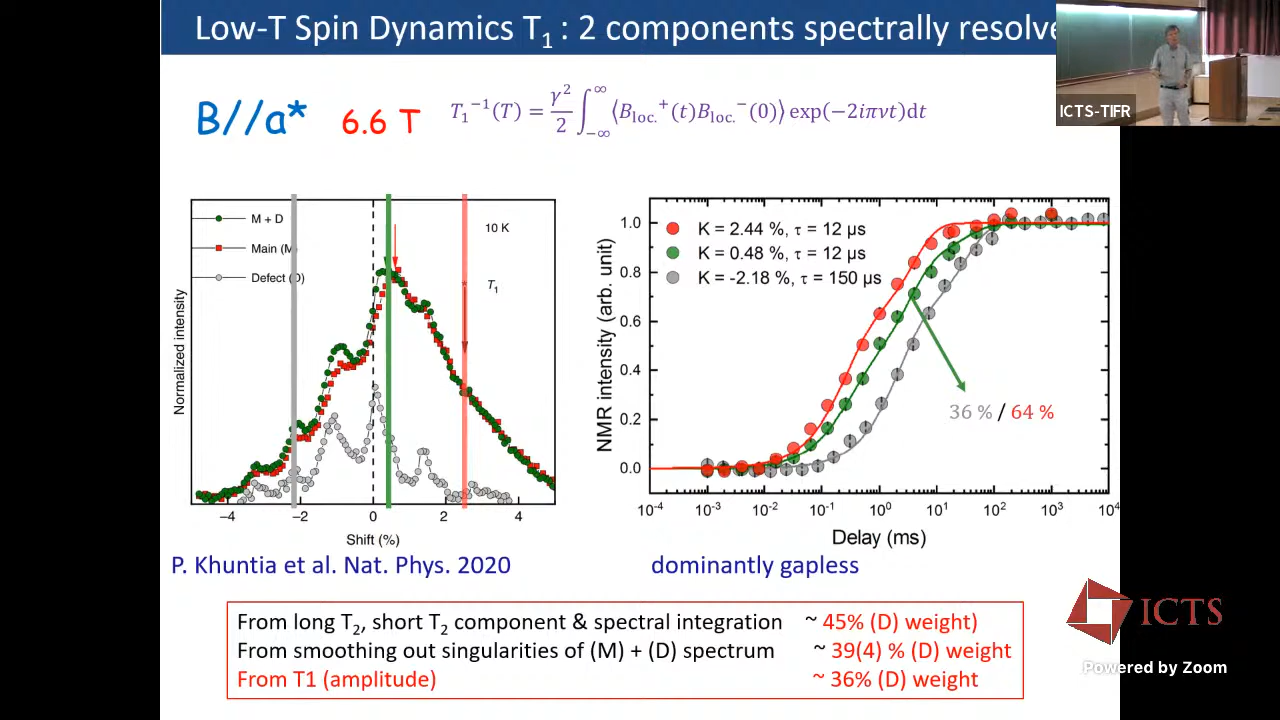 Low-T Spin Dynamics T₁ : 2 components spectrally resolve
ICTS-TIFR
B//a* 6.6 T T₁⁻¹(T) = γ²/2 ∫₋∞^∞ ⟨B_loc.⁺(t)B_loc.⁻(0)⟩ exp(−2iπνt)dt
M + D
Main (M)
Defect (D)
10 K
T₁
Normalized intensity
−4 −2 0 2 4
Shift (%)
K = 2.44 %, τ = 12 µs
K = 0.48 %, τ = 12 µs
K = -2.18 %, τ = 150 µs
36 % / 64 %
NMR intensity (arb. unit)
1.0
0.8
0.6
0.4
0.2
0.0
10⁻⁴ 10⁻³ 10⁻² 10⁻¹ 10⁰ 10¹ 10² 10³ 10⁴
Delay (ms)
P. Khuntia et al. Nat. Phys. 2020
dominantly gapless
From long T₂, short T₂ component & spectral integration ~ 45% (D) weight)
From smoothing out singularities of (M) + (D) spectrum ~ 39(4) % (D) weight
From T1 (amplitude) ~ 36% (D) weight
ICTS
Powered by Zoom